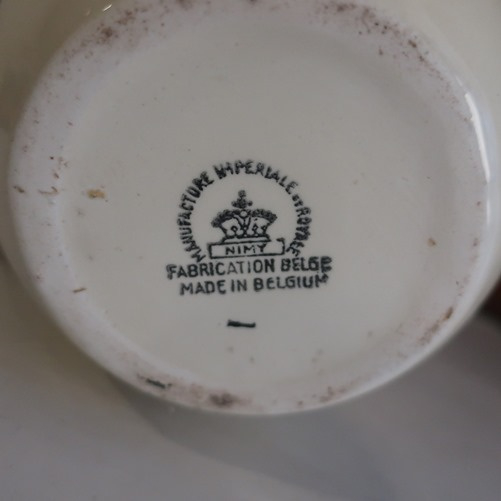 MANUFACTURE IMPERIALE ET ROYALE
NIMY
FABRICATION BELGE
MADE IN BELGIUM